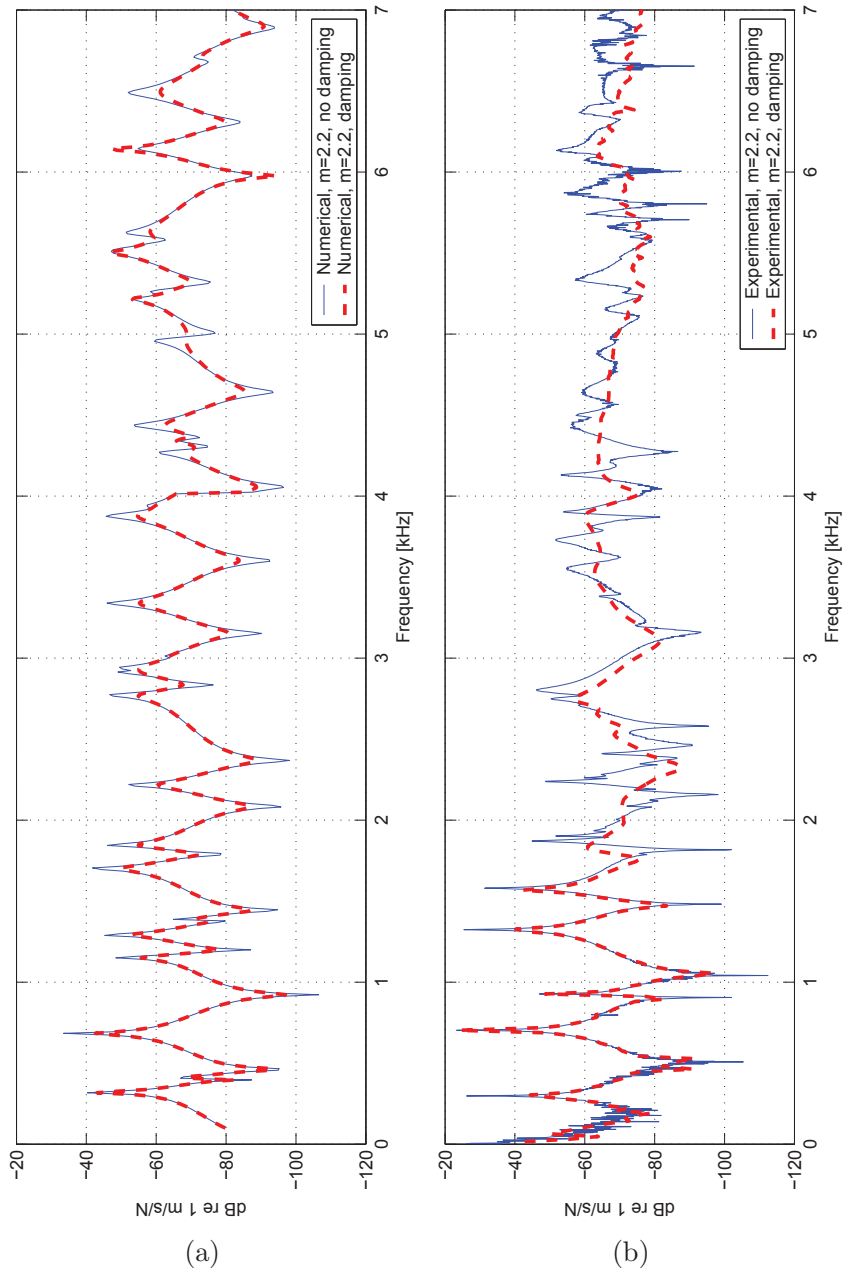 −20
−40
−60
−80
−100
−120
dB re 1 m/s/N
0
1
2
3
4
5
6
7
Frequency [kHz]
Numerical, m=2.2, no damping
Numerical, m=2.2, damping
(a)
−20
−40
−60
−80
−100
−120
dB re 1 m/s/N
0
1
2
3
4
5
6
7
Frequency [kHz]
Experimental, m=2.2, no damping
Experimental, m=2.2, damping
(b)